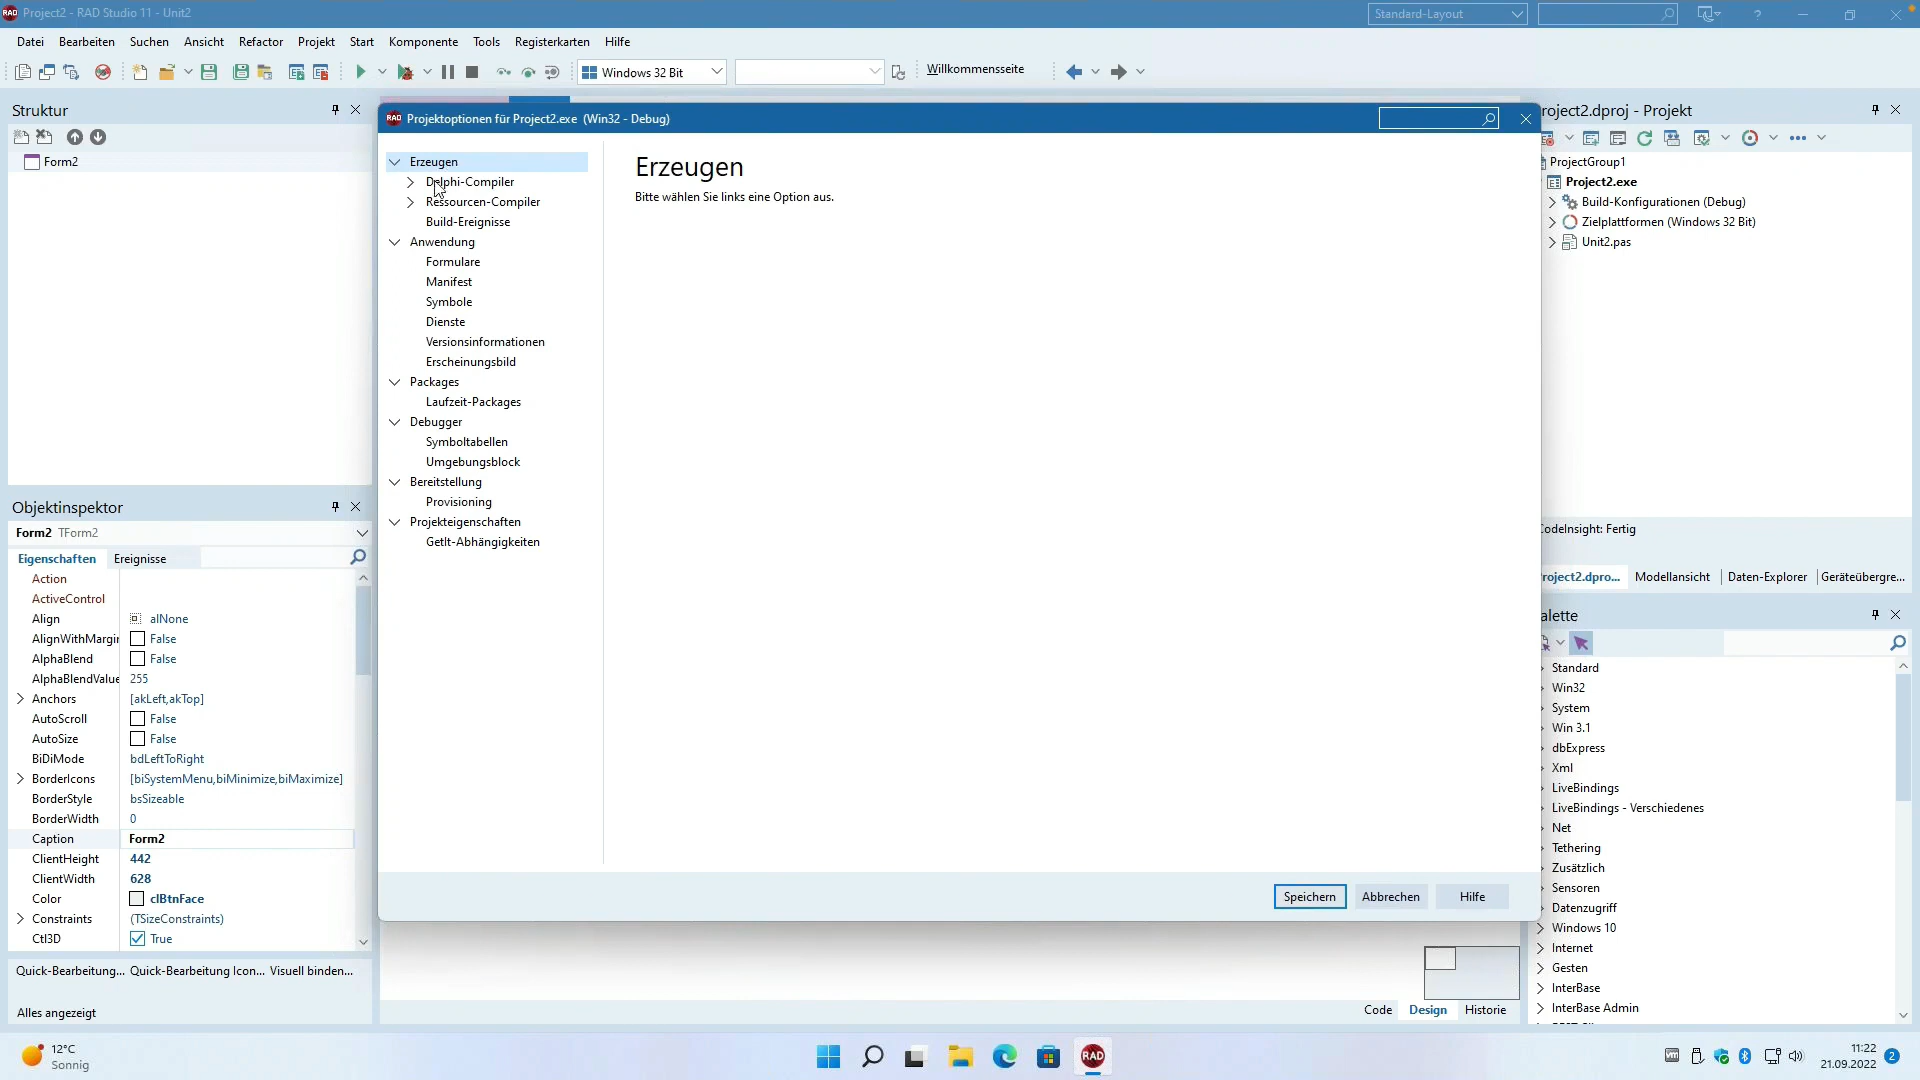 RAD Project2 - RAD Studio 11 - Unit2
Standard-Layout
Datei Bearbeiten Suchen Ansicht Refactor Projekt Start Komponente Tools Registerkarten Hilfe
Windows 32 Bit
Willkommensseite
Struktur
Form2
RAD Projektoptionen für Project2.exe (Win32 - Debug)
Erzeugen
Delphi-Compiler
Ressourcen-Compiler
Build-Ereignisse
Anwendung
Formulare
Manifest
Symbole
Dienste
Versionsinformationen
Erscheinungsbild
Packages
Laufzeit-Packages
Debugger
Symboltabellen
Umgebungsblock
Bereitstellung
Provisioning
Projekteigenschaften
GetIt-Abhängigkeiten
Erzeugen
Bitte wählen Sie links eine Option aus.
Speichern Abbrechen Hilfe
roject2.dproj - Projekt
ProjectGroup1
Project2.exe
Build-Konfigurationen (Debug)
Zielplattformen (Windows 32 Bit)
Unit2.pas
CodeInsight: Fertig
roject2.dpro... Modellansicht Daten-Explorer Geräteübergre...
Objektinspektor
Form2 TForm2
Eigenschaften Ereignisse
Action
ActiveControl
Align alNone
AlignWithMargin False
AlphaBlend False
AlphaBlendValue 255
Anchors [akLeft,akTop]
AutoScroll False
AutoSize False
BiDiMode bdLeftToRight
BorderIcons [biSystemMenu,biMinimize,biMaximize]
BorderStyle bsSizeable
BorderWidth 0
Caption Form2
ClientHeight 442
ClientWidth 628
Color clBtnFace
Constraints (TSizeConstraints)
Ctl3D True
Quick-Bearbeitung... Quick-Bearbeitung Icon... Visuell binden...
Alles angezeigt
alette
Standard
Win32
System
Win 3.1
dbExpress
Xml
LiveBindings
LiveBindings - Verschiedenes
Net
Tethering
Zusätzlich
Sensoren
Datenzugriff
Windows 10
Internet
Gesten
InterBase
InterBase Admin
Code Design Historie
12°C
Sonnig
RAD
11:22
21.09.2022
2